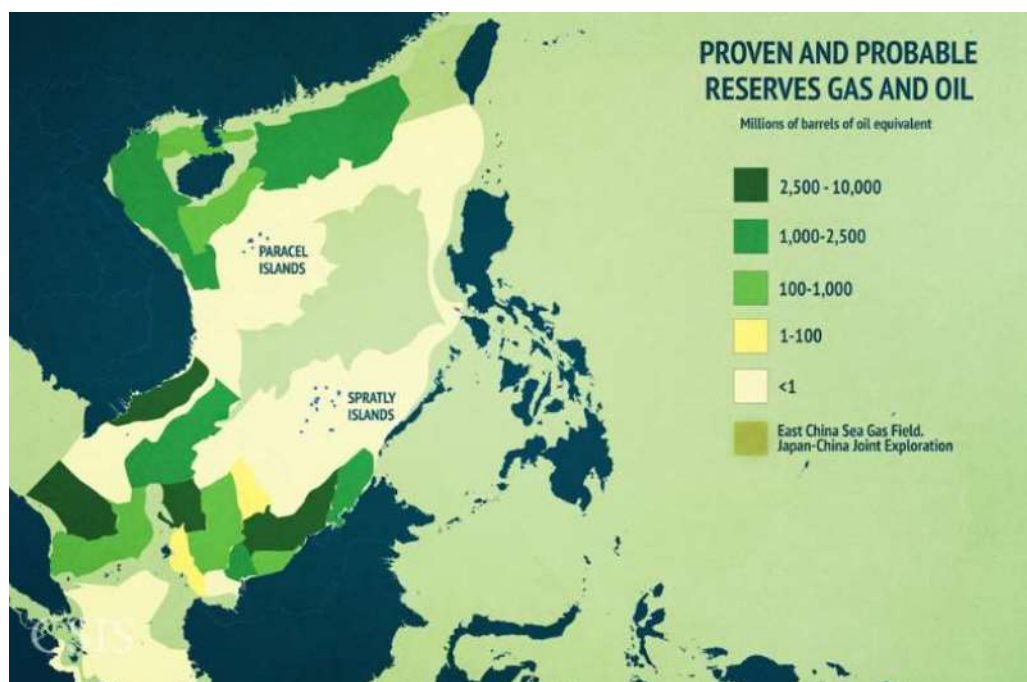 PROVEN AND PROBABLE
RESERVES GAS AND OIL
Millions of barrels of oil equivalent
2,500 - 10,000
1,000-2,500
100-1,000
1-100
<1
East China Sea Gas Field.
Japan-China Joint Exploration
PARACEL
ISLANDS
SPRATLY
ISLANDS
CSIS